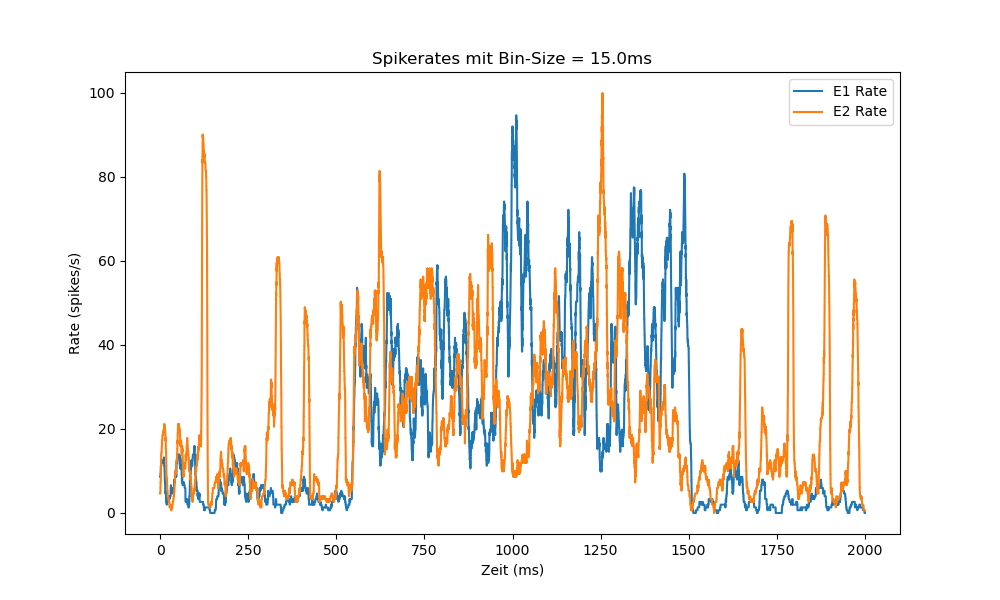 Spikerates mit Bin-Size = 15.0ms
E1 Rate
E2 Rate
100
80
60
40
20
0
Rate (spikes/s)
0 250 500 750 1000 1250 1500 1750 2000
Zeit (ms)